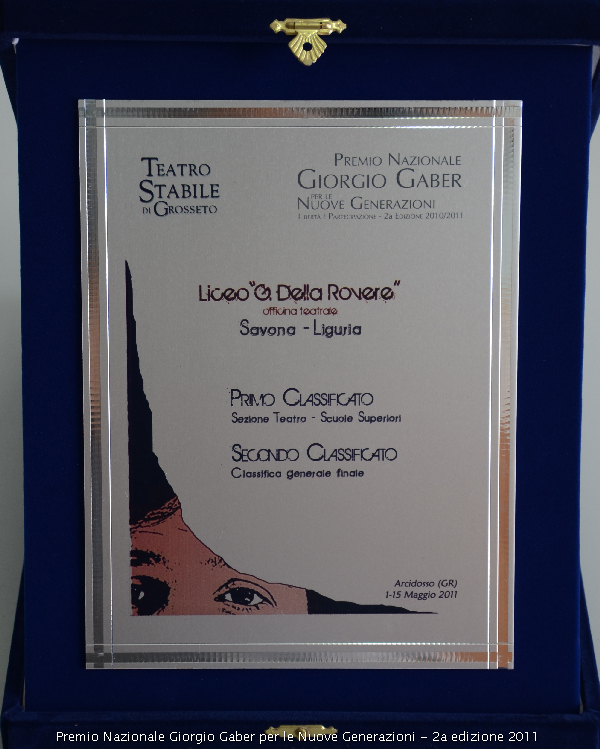 TEATRO
STABILE
DI GROSSETO
PREMIO NAZIONALE
GIORGIO GABER
PER LE
NUOVE GENERAZIONI
LIBERTÀ È PARTECIPAZIONE - 2a EDIZIONE 2010/2011
Liceo "G. Della Rovere"
officina teatrale
Savona - Liguria
PRIMO CLASSIFICATO
Sezione Teatro - Scuole Superiori
SECONDO CLASSIFICATO
Classifica generale finale
Arcidosso (GR)
1-15 Maggio 2011
Premio Nazionale Giorgio Gaber per le Nuove Generazioni – 2a edizione 2011